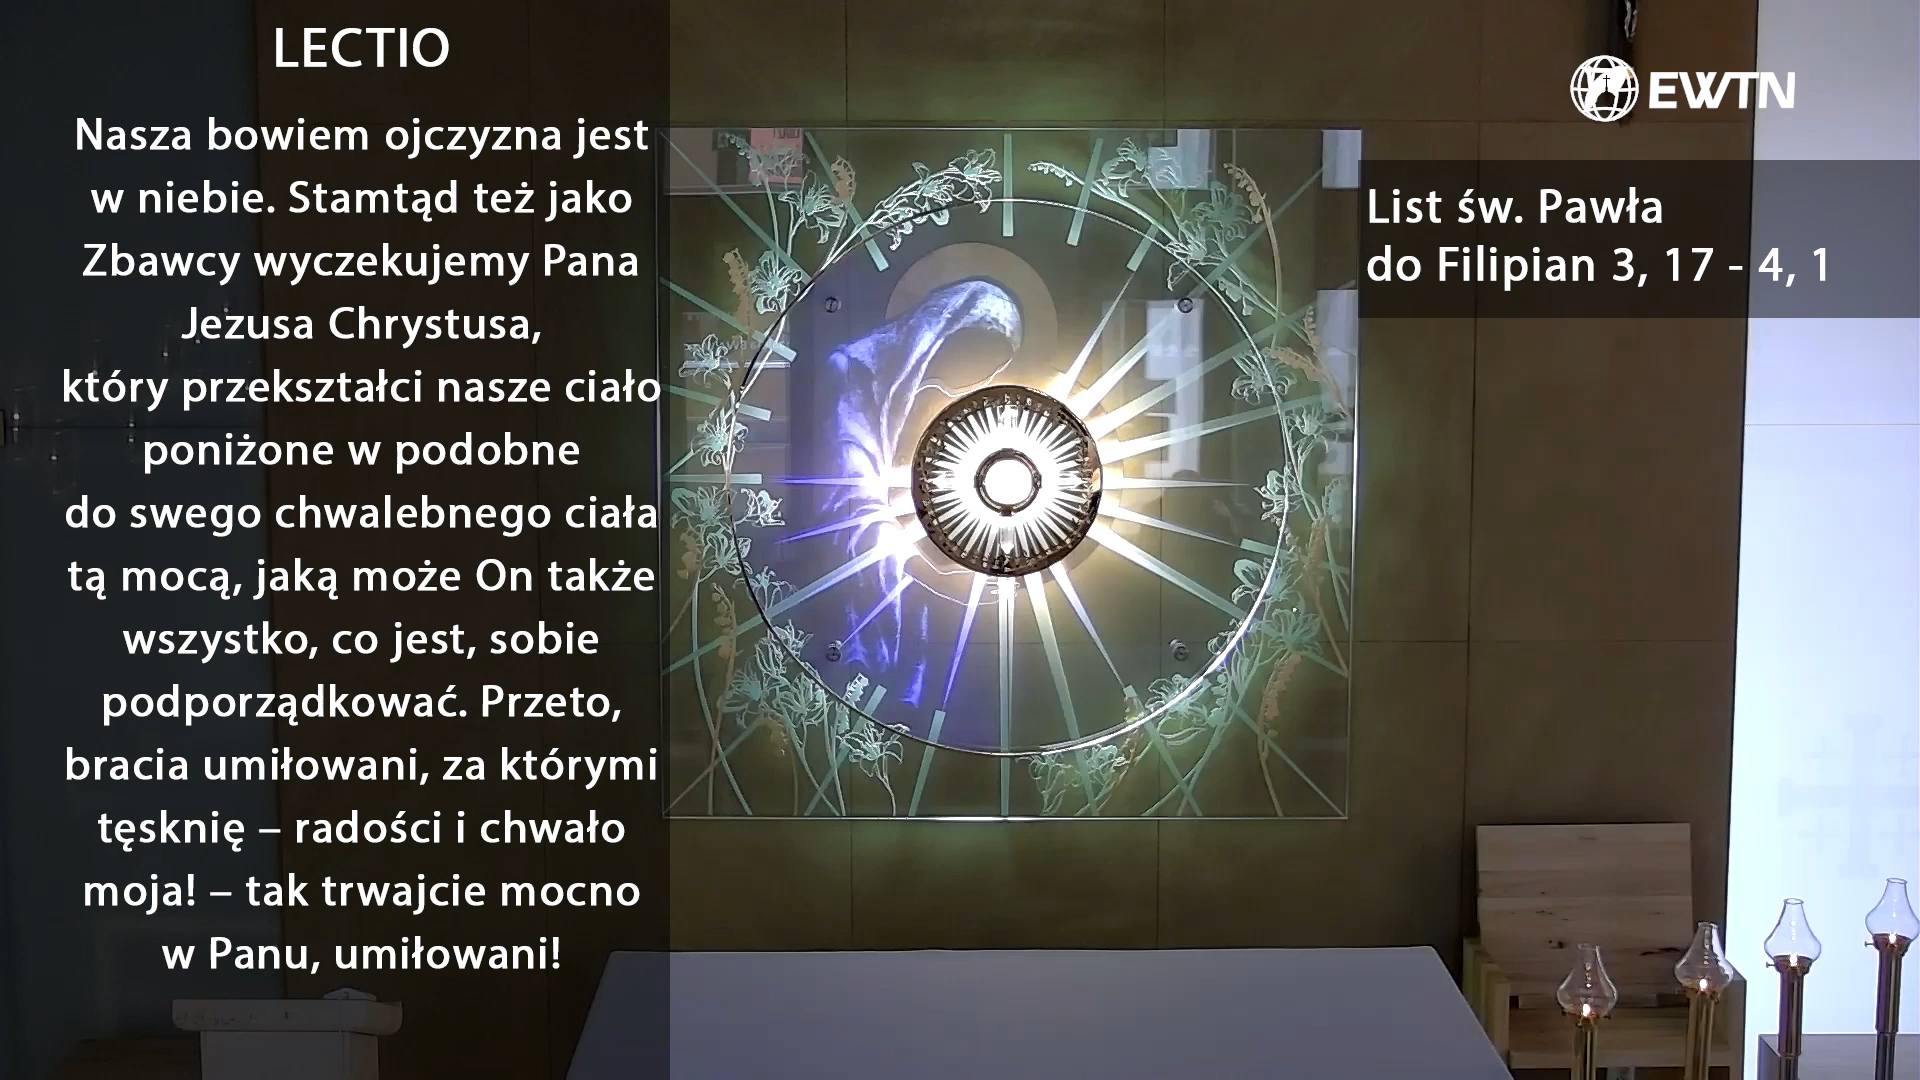 LECTIO
Nasza bowiem ojczyzna jest
w niebie. Stamtąd też jako
Zbawcy wyczekujemy Pana
Jezusa Chrystusa,
który przekształci nasze ciało
poniżone w podobne
do swego chwalebnego ciała
tą mocą, jaką może On także
wszystko, co jest, sobie
podporządkować. Przeto,
bracia umiłowani, za którymi
tęsknię – radości i chwało
moja! – tak trwajcie mocno
w Panu, umiłowani!
EWTN
List św. Pawła
do Filipian 3, 17 - 4, 1